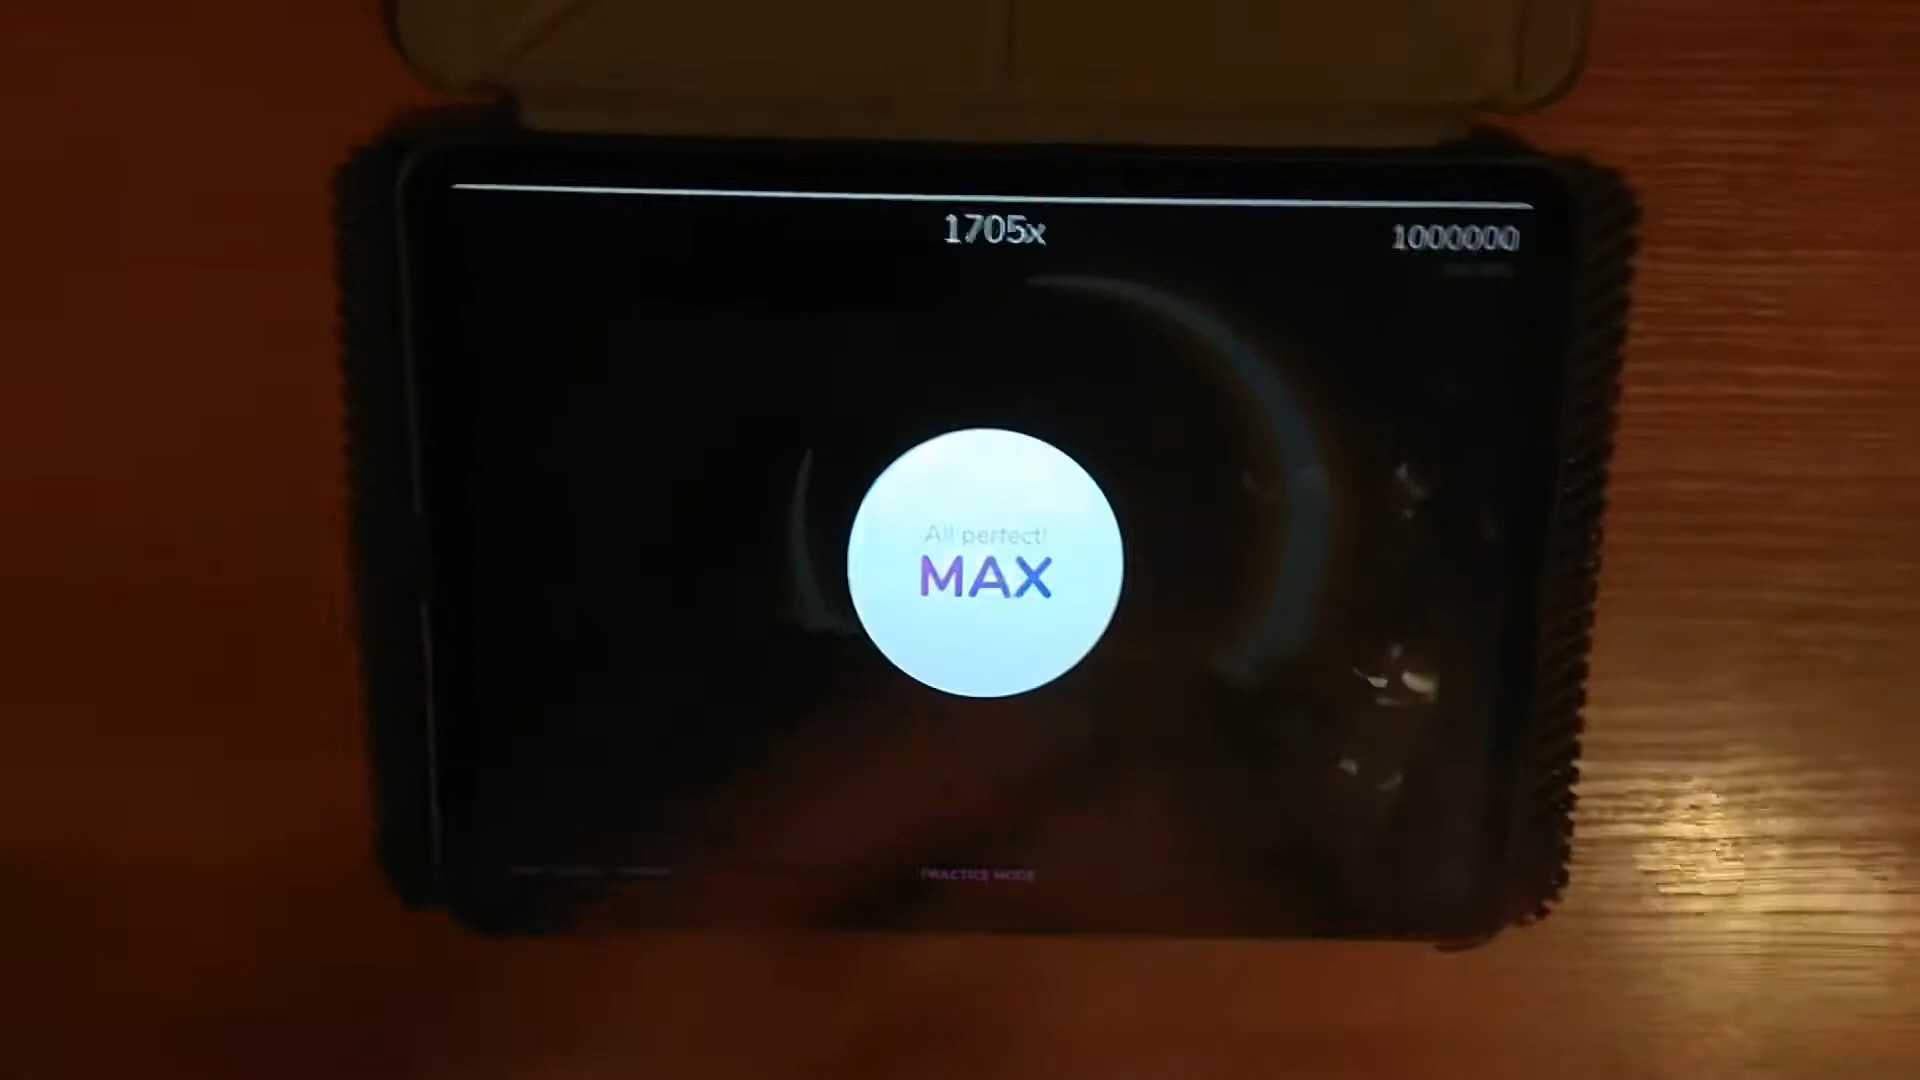 1705x
1000000
All perfect!
MAX
PRACTICE MODE